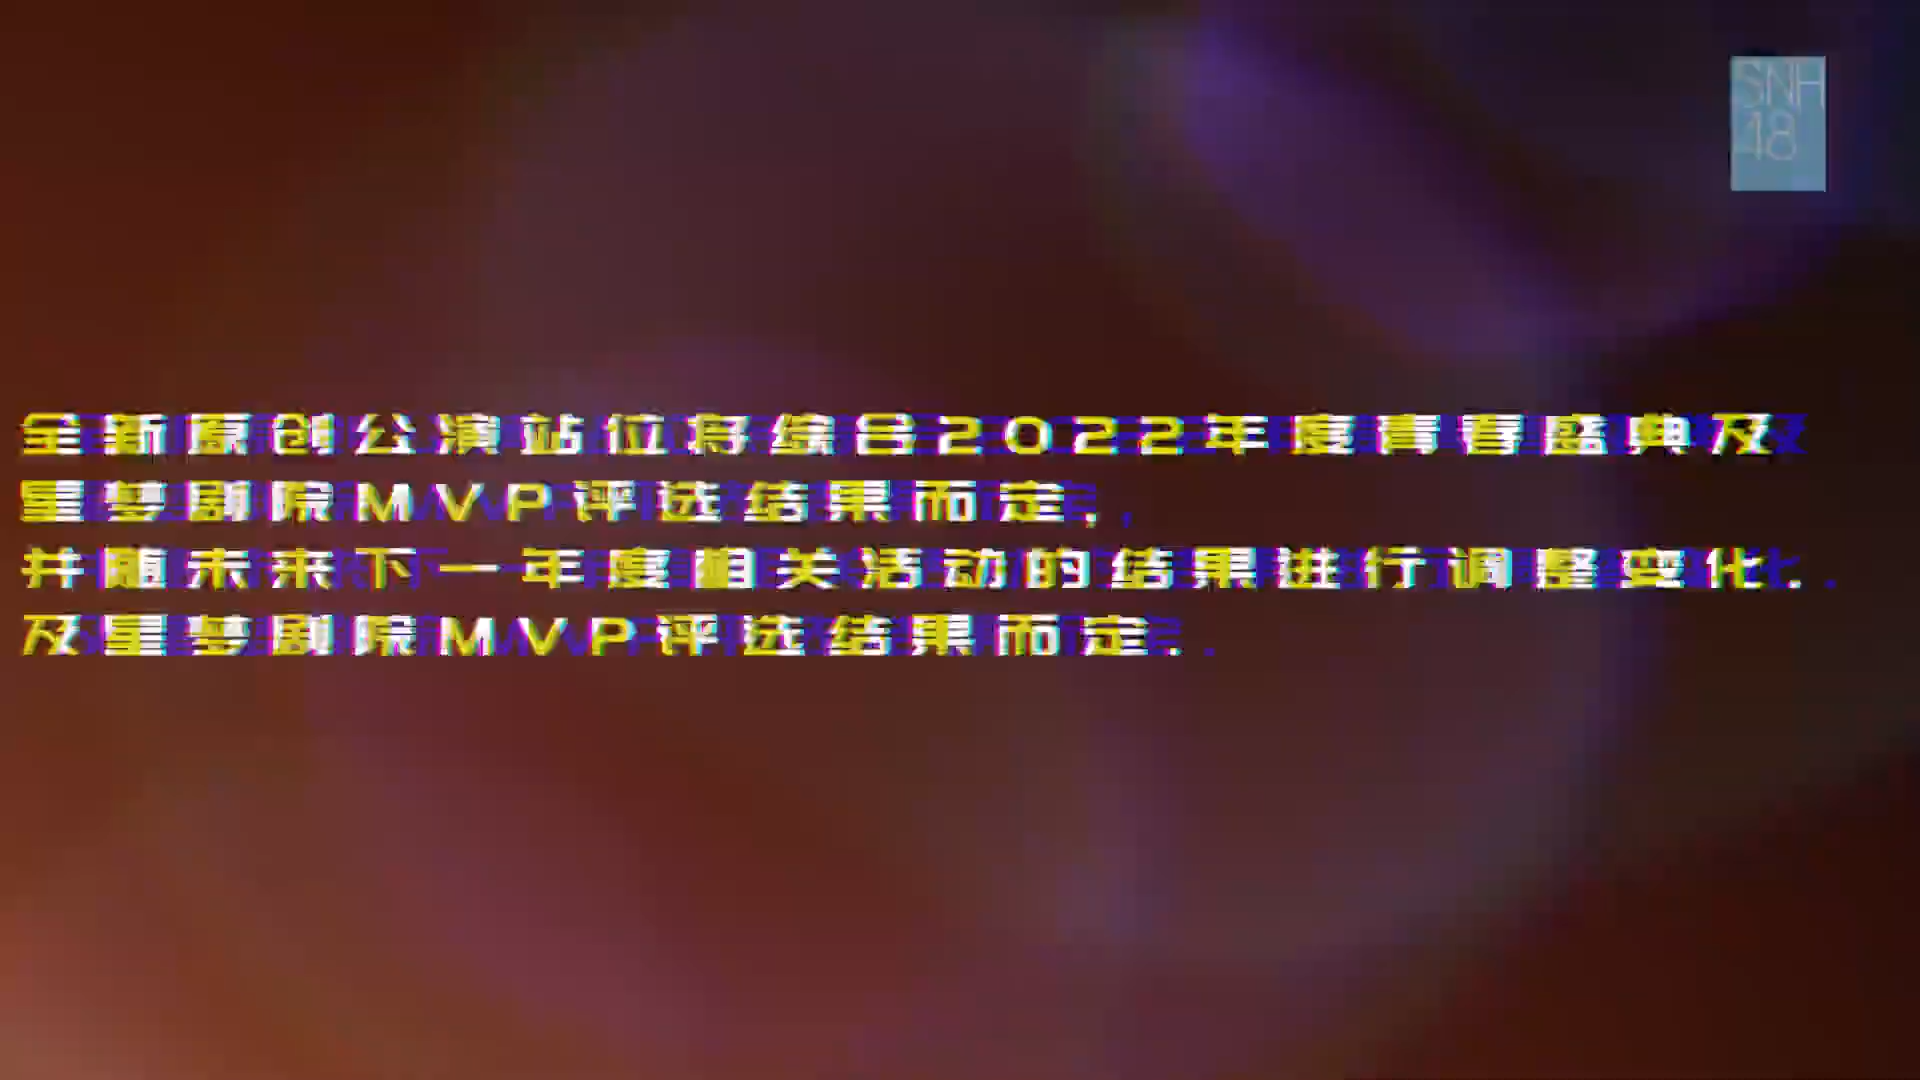 SNH
48
全新原创公演站位将综合2022年度青春盛典及
星梦剧院MVP评选结果而定,
并随未来下一年度相关活动的结果进行调整变化.
及星梦剧院MVP评选结果而定.